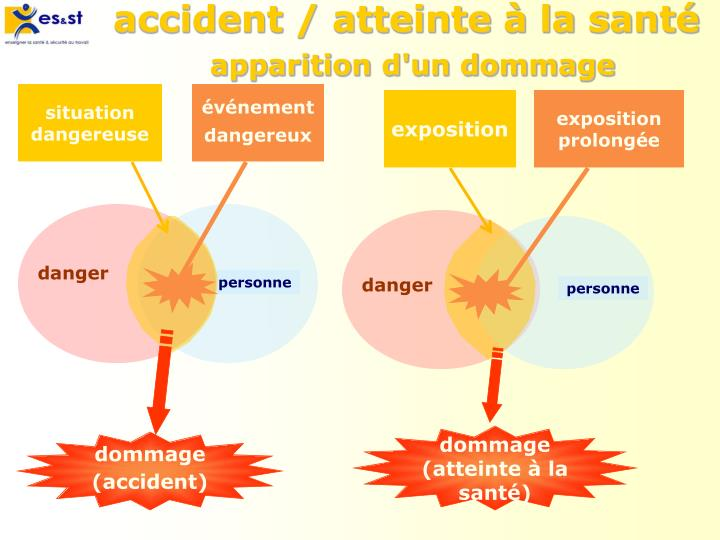 es&st
enseigner la santé & sécurité au travail
accident / atteinte à la santé
apparition d'un dommage
situation
dangereuse
événement
dangereux
exposition
exposition
prolongée
danger
personne
danger
personne
dommage
(accident)
dommage
(atteinte à la
santé)